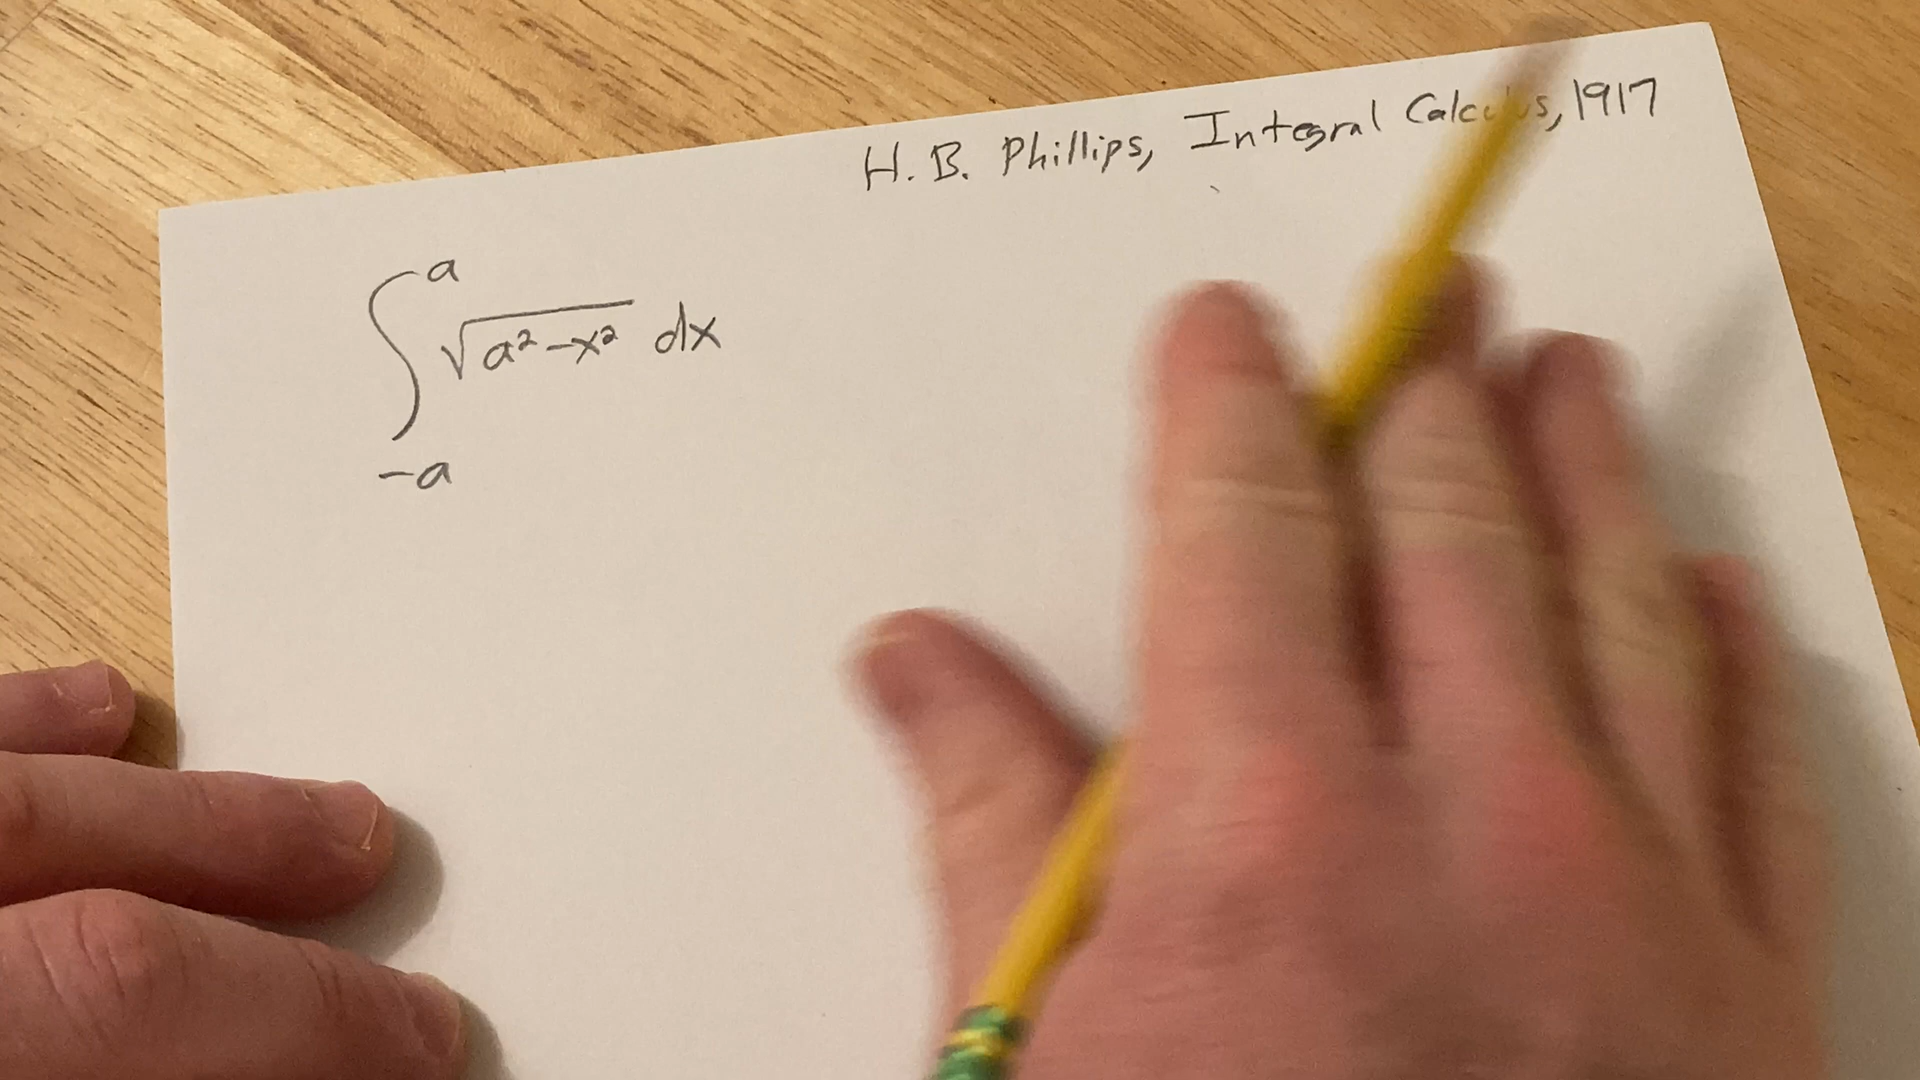 H. B. Phillips, Integral Calculus, 1917
∫_{-a}^{a} √(a²-x²) dx